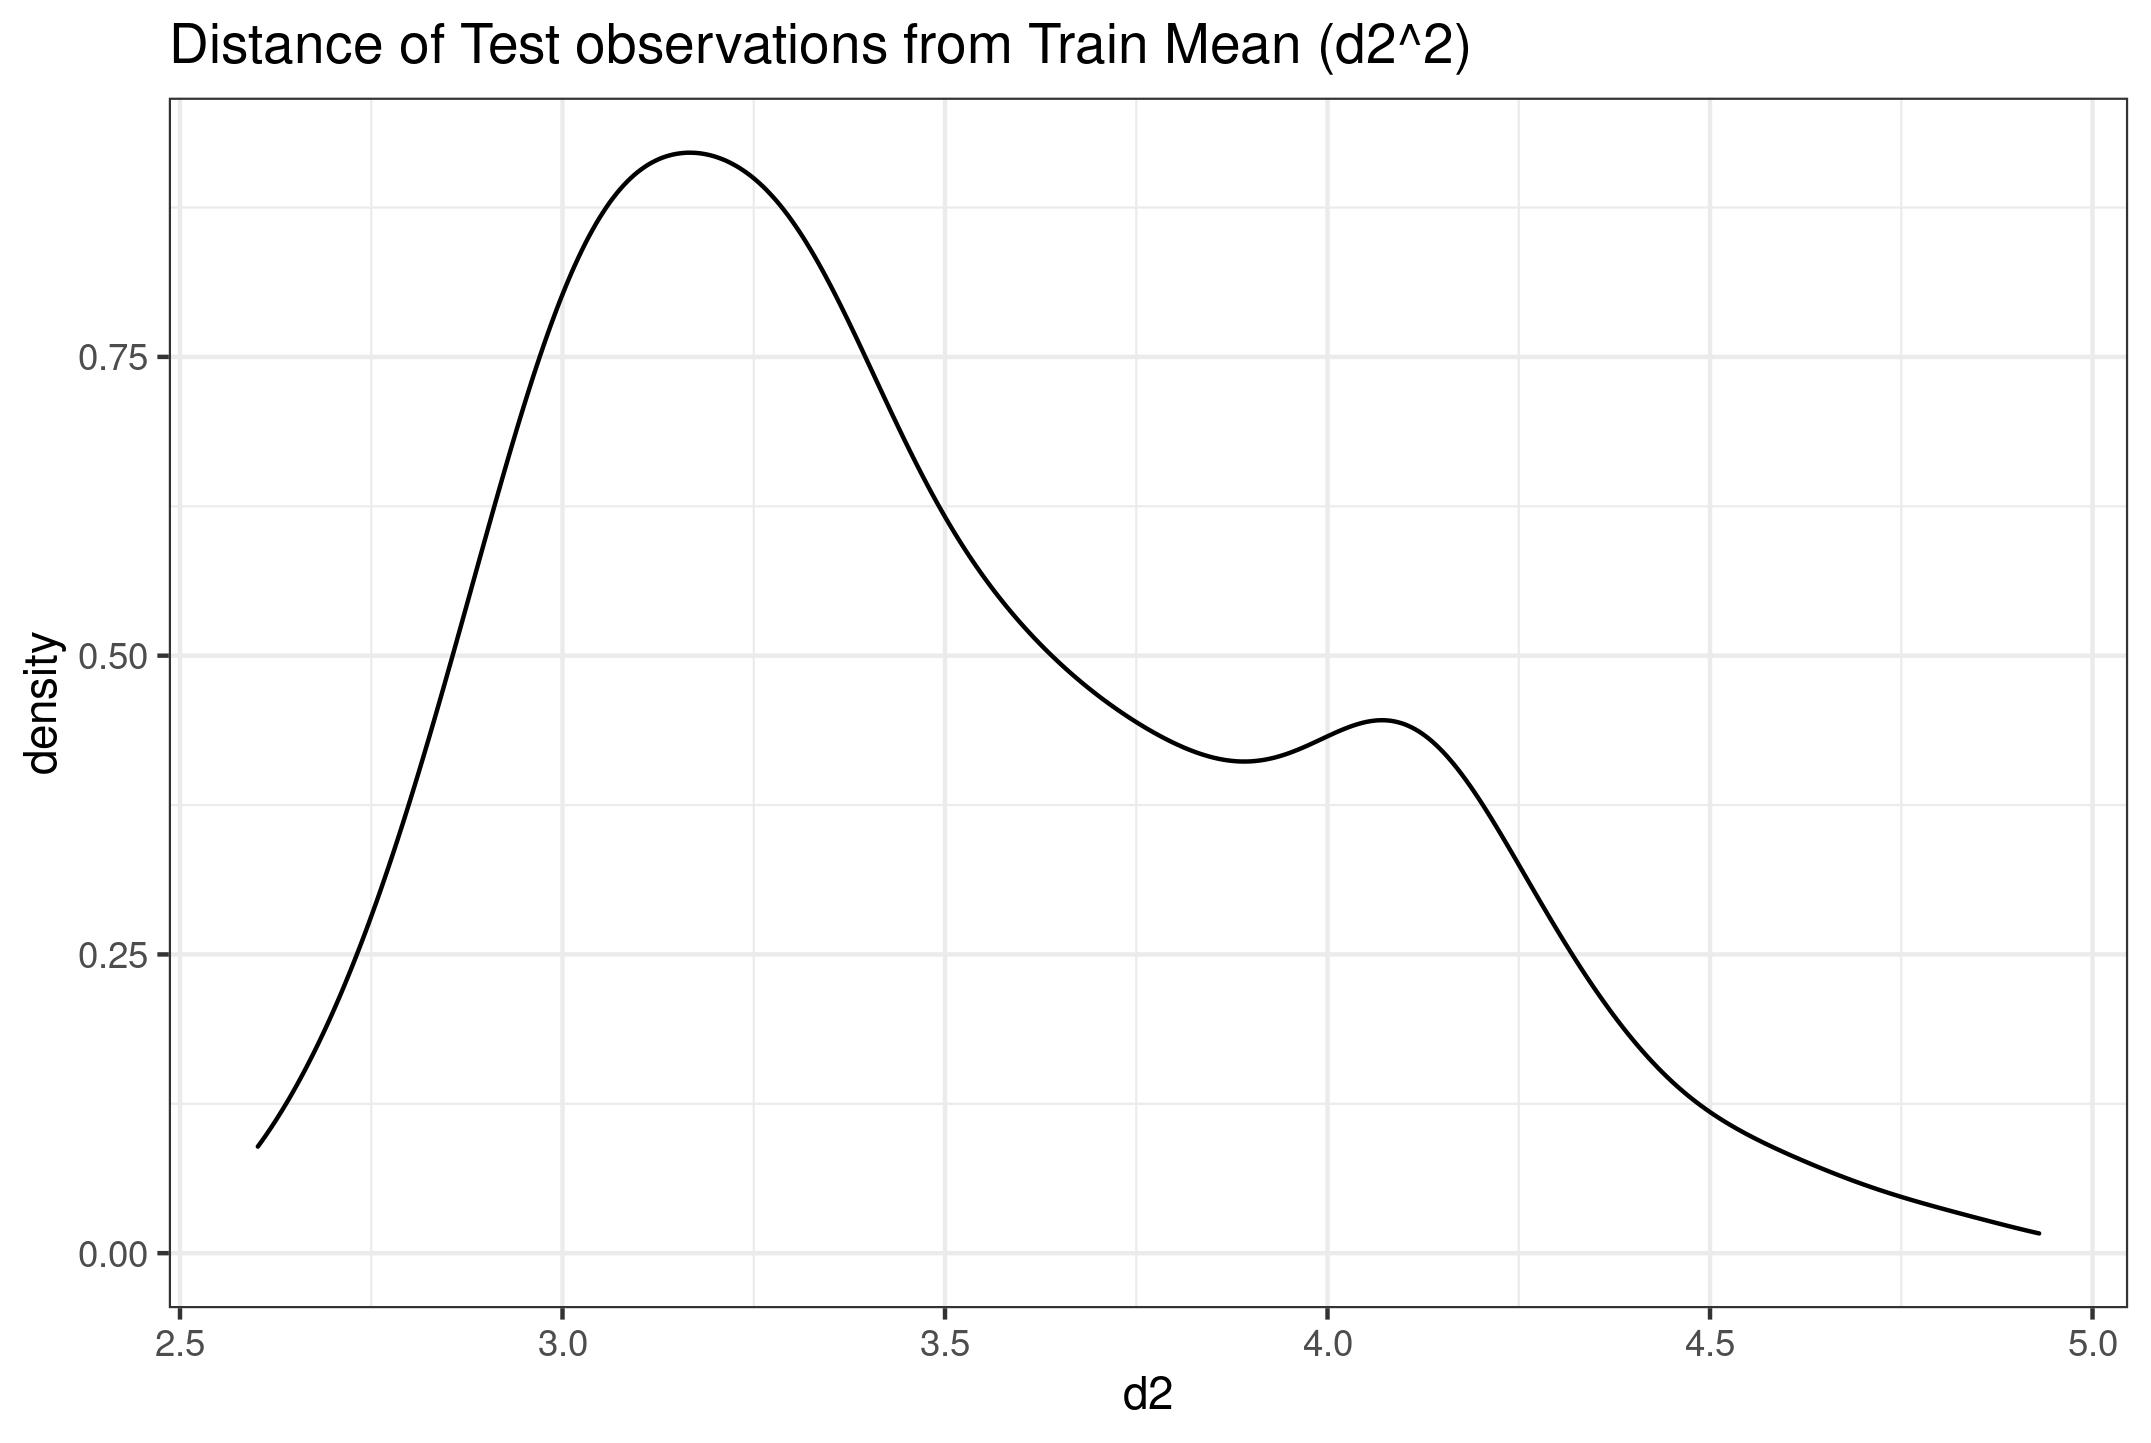 Distance of Test observations from Train Mean (d2^2)
density
0.75
0.50
0.25
0.00
2.5 3.0 3.5 4.0 4.5 5.0
d2